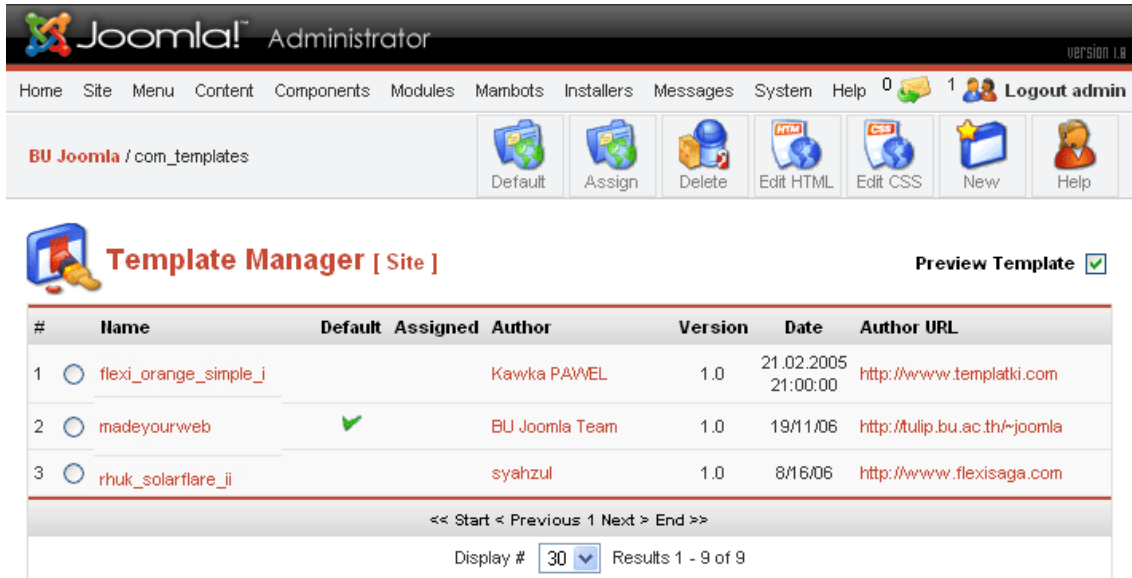 Joomla!™ Administrator
version 1.0
Home Site Menu Content Components Modules Mambots Installers Messages System Help 0 1 Logout admin
BU Joomla / com_templates
Default Assign Delete Edit HTML Edit CSS New Help
Template Manager [ Site ]
Preview Template
# Name Default Assigned Author Version Date Author URL
1 flexi_orange_simple_i Kawka PAWEL 1.0 21.02.2005 21:00:00 http://www.templatki.com
2 madeyourweb BU Joomla Team 1.0 19/11/06 http://tulip.bu.ac.th/~joomla
3 rhuk_solarflare_ii syahzul 1.0 8/16/06 http://www.flexisaga.com
<< Start < Previous 1 Next > End >>
Display # 30 Results 1 - 9 of 9